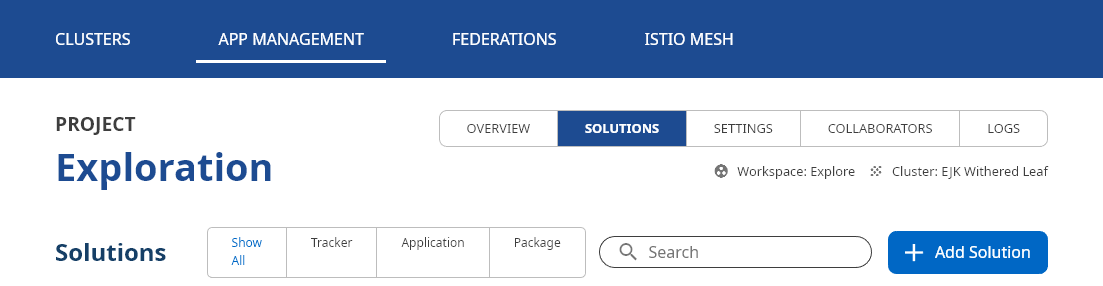 CLUSTERS APP MANAGEMENT FEDERATIONS ISTIO MESH
PROJECT
Exploration
OVERVIEW SOLUTIONS SETTINGS COLLABORATORS LOGS
Workspace: Explore Cluster: EJK Withered Leaf
Solutions
Show
All
Tracker Application Package
Search
Add Solution